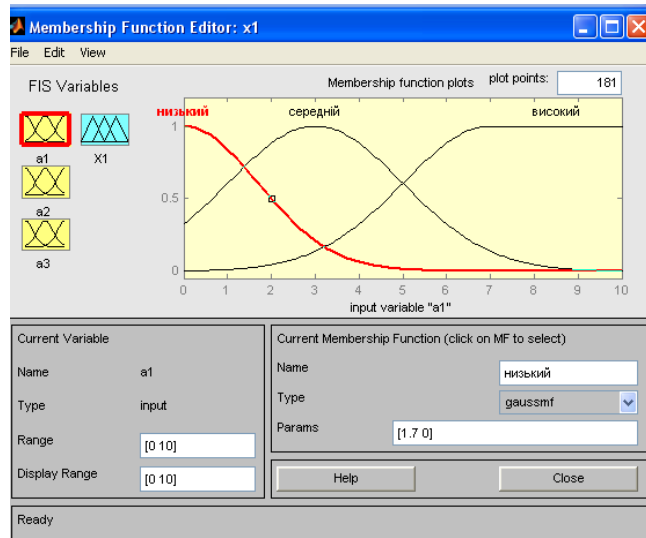 Membership Function Editor: x1
File Edit View
FIS Variables
Membership function plots
plot points:
181
a1
X1
a2
a3
низький
середній
високий
1
0.5
0
0 1 2 3 4 5 6 7 8 9 10
input variable "a1"
Current Variable
Name a1
Type input
Range [0 10]
Display Range [0 10]
Current Membership Function (click on MF to select)
Name низький
Type gaussmf
Params [1.7 0]
Help Close
Ready